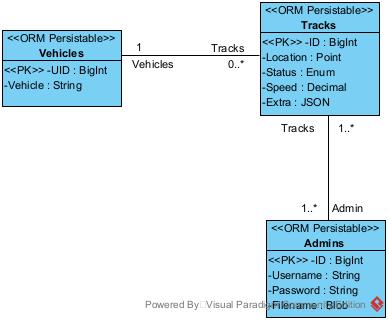 <<ORM Persistable>>
Vehicles
<<PK>> -UID : BigInt
-Vehicle : String
1
Tracks
Vehicles
0..*
<<ORM Persistable>>
Tracks
<<PK>> -ID : BigInt
-Location : Point
-Status : Enum
-Speed : Decimal
-Extra : JSON
Tracks
1..*
1..*
Admin
<<ORM Persistable>>
Admins
<<PK>> -ID : BigInt
-Username : String
-Password : String
-Filename : Blob
Powered By Visual Paradigm Community Edition